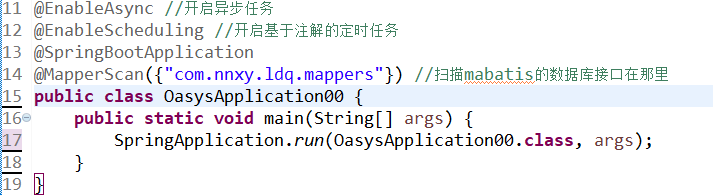 11 @EnableAsync //开启异步任务
12 @EnableScheduling //开启基于注解的定时任务
13 @SpringBootApplication
14 @MapperScan({"com.nnxy.ldq.mappers"}) //扫描mabatis的数据库接口在那里
15 public class OasysApplication00 {
16 public static void main(String[] args) {
17 SpringApplication.run(OasysApplication00.class, args);
18 }
19 }